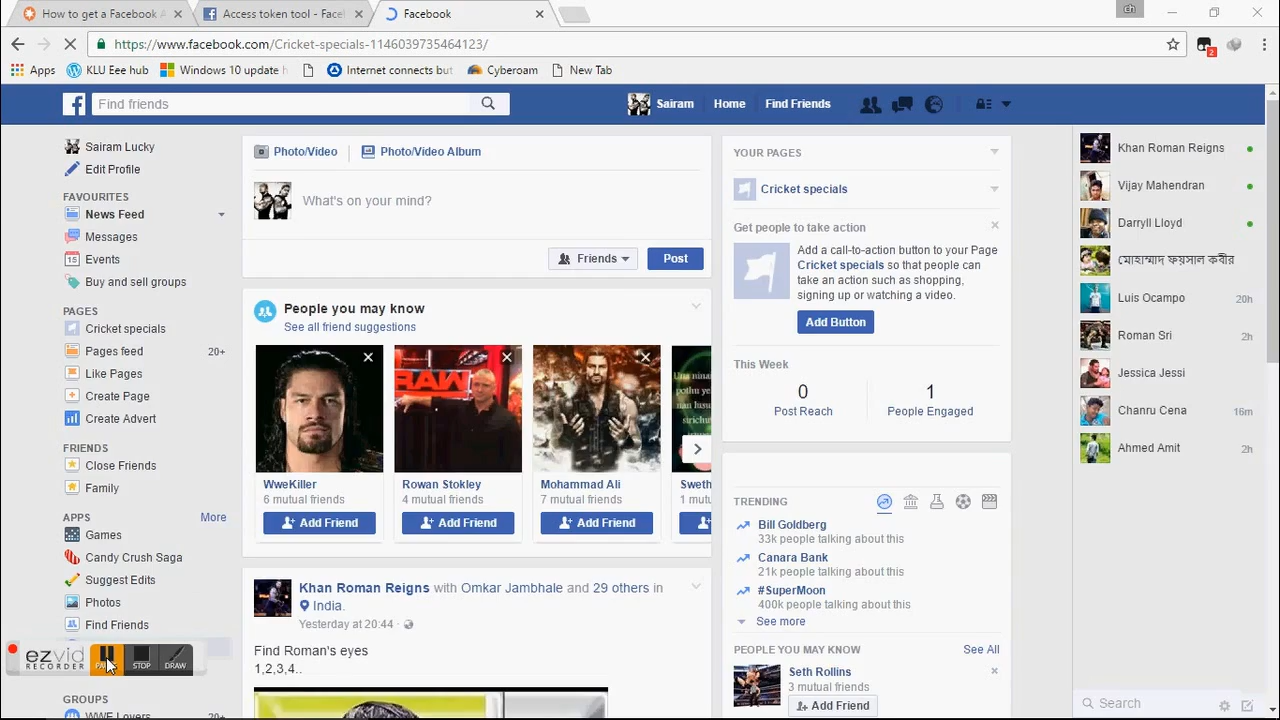 How to get a Facebook A
Access token tool - Facel
Facebook
ch
https://www.facebook.com/Cricket-specials-1146039735464123/
2
Apps
KLU Eee hub
Windows 10 update h
Internet connects but
Cyberoam
New Tab
Find friends
Sairam
Home
Find Friends
Sairam Lucky
Edit Profile
FAVOURITES
News Feed
Messages
15 Events
Buy and sell groups
PAGES
Cricket specials
Pages feed 20+
Like Pages
Create Page
Create Advert
FRIENDS
Close Friends
Family
APPS More
Games
Candy Crush Saga
Suggest Edits
Photos
Find Friends
ezvid
RECORDER
STOP
DRAW
GROUPS
WWE Lovers 20+
Photo/Video
Photo/Video Album
What's on your mind?
Friends
Post
People you may know
See all friend suggestions
WweKiller
6 mutual friends
Add Friend
Rowan Stokley
4 mutual friends
Add Friend
Mohammad Ali
7 mutual friends
Add Friend
Sweth
1 mutu
Khan Roman Reigns with Omkar Jambhale and 29 others in
India.
Yesterday at 20:44
Find Roman's eyes
1,2,3,4..
YOUR PAGES
Cricket specials
Get people to take action
Add a call-to-action button to your Page
Cricket specials so that people can
take an action such as shopping,
signing up or watching a video.
Add Button
This Week
0
Post Reach
1
People Engaged
TRENDING
Bill Goldberg
33k people talking about this
Canara Bank
21k people talking about this
#SuperMoon
400k people talking about this
See more
PEOPLE YOU MAY KNOW See All
Seth Rollins
3 mutual friends
Add Friend
Khan Roman Reigns
Vijay Mahendran
Darryll Lloyd
মোহাম্মাদ ফয়সাল কবীর
Luis Ocampo 20h
Roman Sri 2h
Jessica Jessi
Chanru Cena 16m
Ahmed Amit 2h
Search